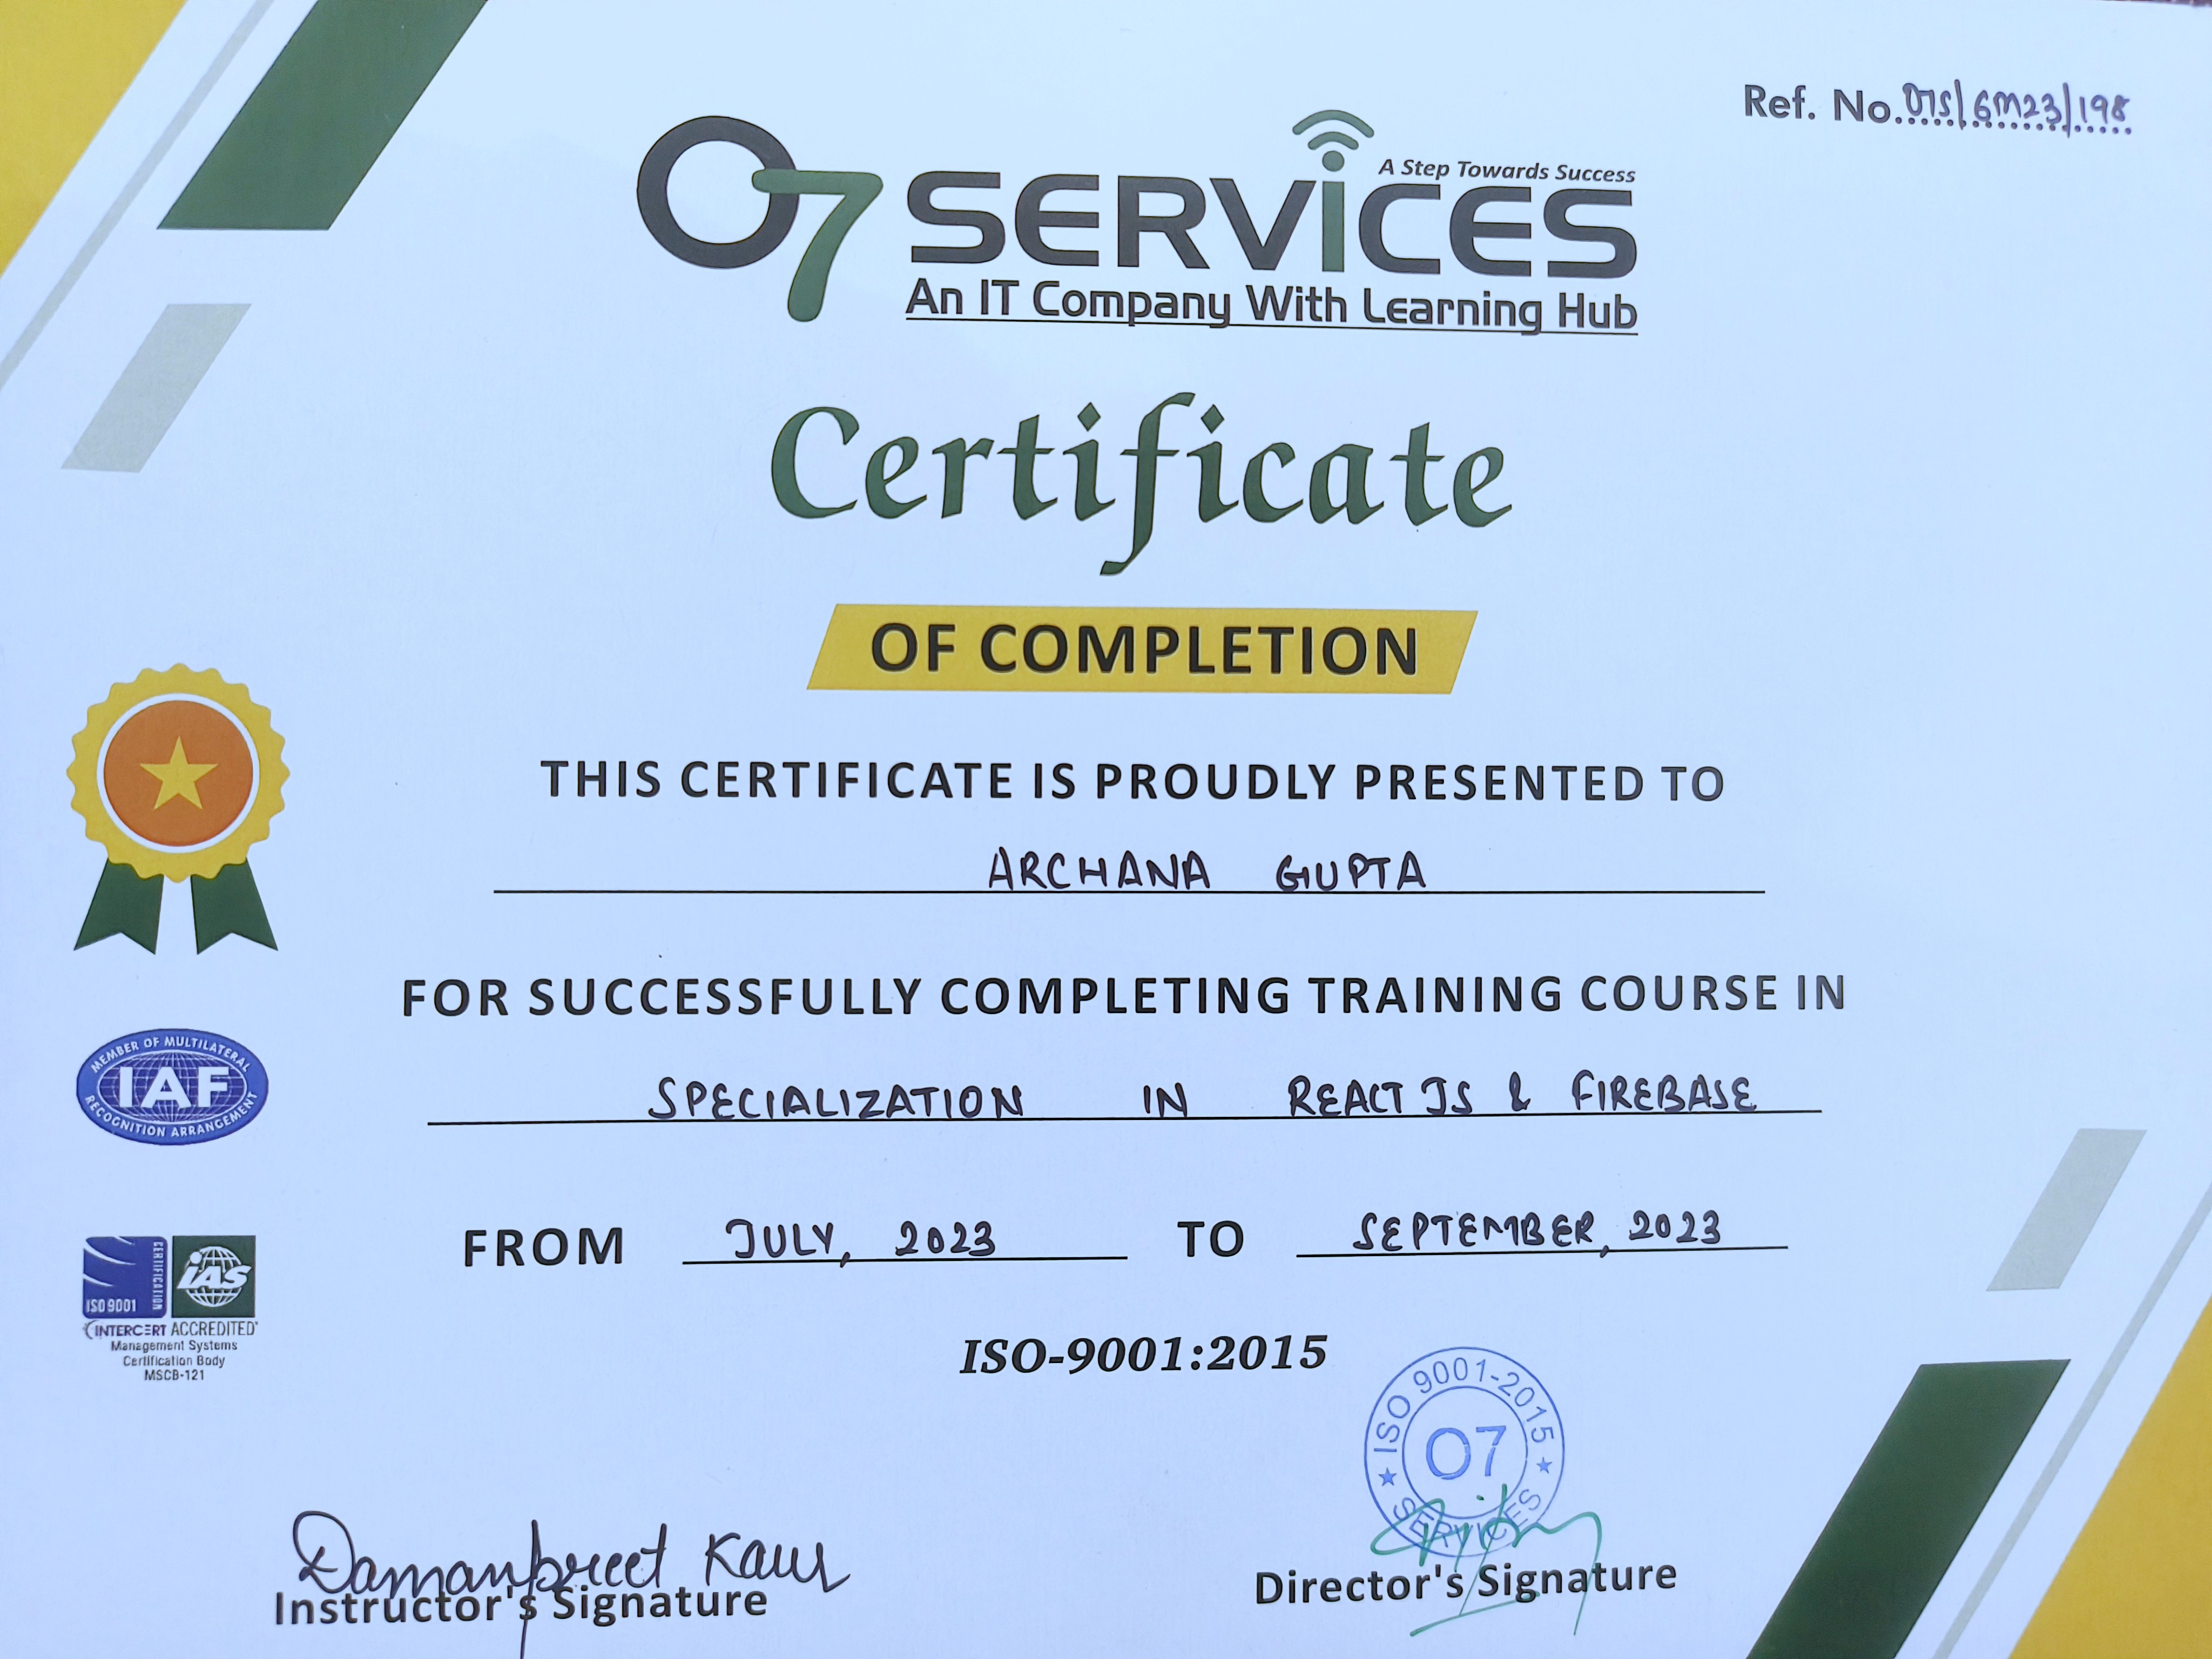 Ref. No. O7S/6M23/198
A Step Towards Success
O7 SERVICES
An IT Company With Learning Hub
Certificate
OF COMPLETION
THIS CERTIFICATE IS PROUDLY PRESENTED TO
ARCHANA GUPTA
FOR SUCCESSFULLY COMPLETING TRAINING COURSE IN
MEMBER OF MULTILATERAL
IAF
RECOGNITION ARRANGEMENT
SPECIALIZATION IN REACT JS & FIREBASE
FROM JULY, 2023 TO SEPTEMBER, 2023
CERTIFICATION
ISO 9001
iAS
INTERCERT ACCREDITED
Management Systems
Certification Body
MSCB-121
ISO-9001:2015
ISO 9001-2015
O7
SERVICES
Damanpreet Kaur
Instructor's Signature
Director's Signature